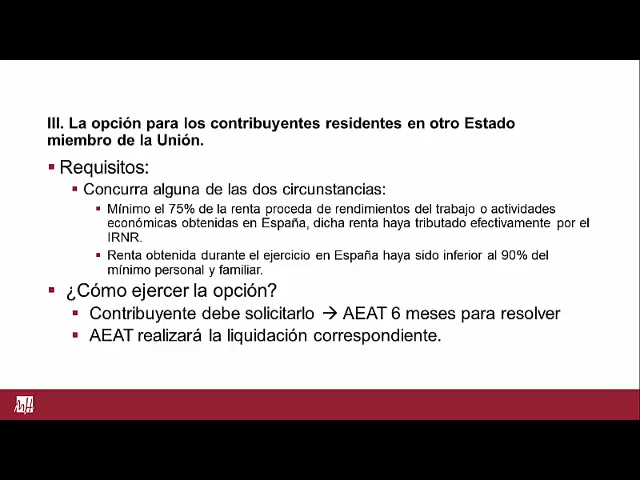 III. La opción para los contribuyentes residentes en otro Estado
miembro de la Unión.
Requisitos:
Concurra alguna de las dos circunstancias:
Mínimo el 75% de la renta proceda de rendimientos del trabajo o actividades
económicas obtenidas en España, dicha renta haya tributado efectivamente por el
IRNR.
Renta obtenida durante el ejercicio en España haya sido inferior al 90% del
mínimo personal y familiar.
¿Cómo ejercer la opción?
Contribuyente debe solicitarlo → AEAT 6 meses para resolver
AEAT realizará la liquidación correspondiente.